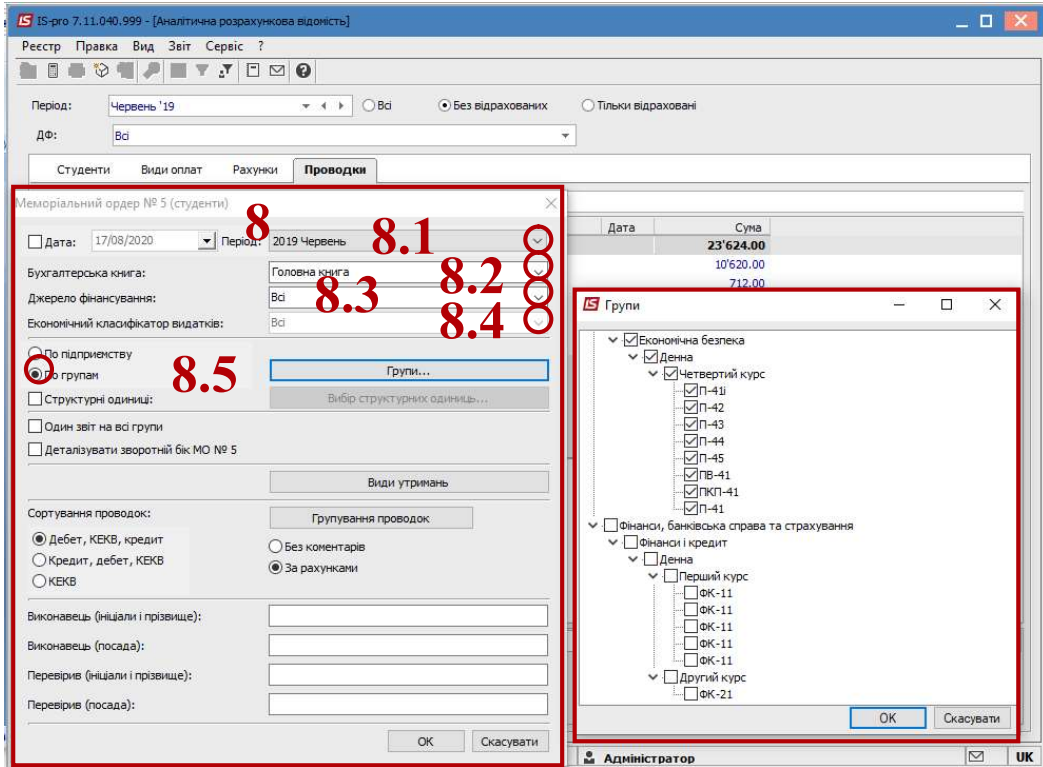 IS-pro 7.11.040.999 - [Аналітична розрахункова відомість]
Реєстр Правка Вид Звіт Сервіс ?
Період: Червень '19 Всі Без відрахованих Тільки відраховані
ДФ: Всі
Студенти Види оплат Рахунки Проводки
Меморіальний ордер № 5 (студенти)
8
Дата: 17/08/2020 Період: 2019 Червень 8.1
Бухгалтерська книга: Головна книга 8.2
Джерело фінансування: Всі 8.3
Економічний класифікатор видатків: Всі 8.4
По підприємству
По групам 8.5 Групи...
Структурні одиниці: Вибір структурних одиниць...
Один звіт на всі групи
Деталізувати зворотній бік МО № 5
Види утримань
Сортування проводок: Групування проводок
Дебет, КЕКВ, кредит Без коментарів
Кредит, дебет, КЕКВ За рахунками
КЕКВ
Виконавець (ініціали і прізвище):
Виконавець (посада):
Перевірив (ініціали і прізвище):
Перевірив (посада):
OK Скасувати
Дата Сума
23'624.00
10'620.00
712.00
Групи
Економічна безпека
Денна
Четвертий курс
П-41і
П-42
П-43
П-44
П-45
ПВ-41
ПКП-41
П-41
Фінанси, банківська справа та страхування
Фінанси і кредит
Денна
Перший курс
ФК-11
ФК-11
ФК-11
ФК-11
ФК-11
Другий курс
ФК-21
OK Скасувати
Адміністратор UK